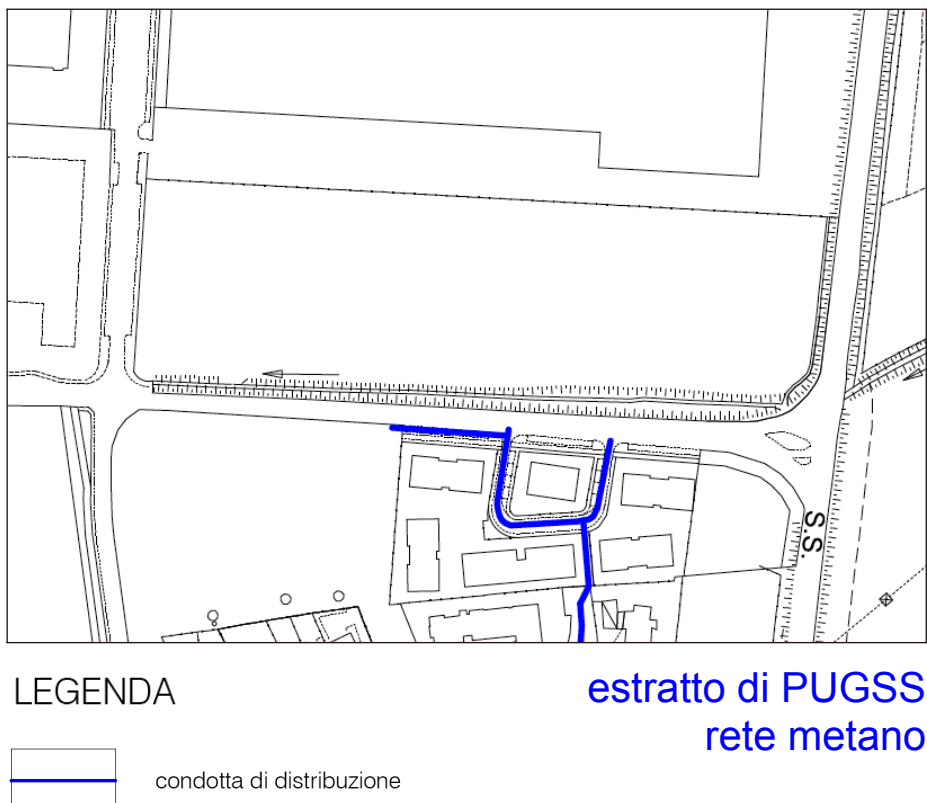 S.S.
LEGENDA
estratto di PUGSS
rete metano
condotta di distribuzione